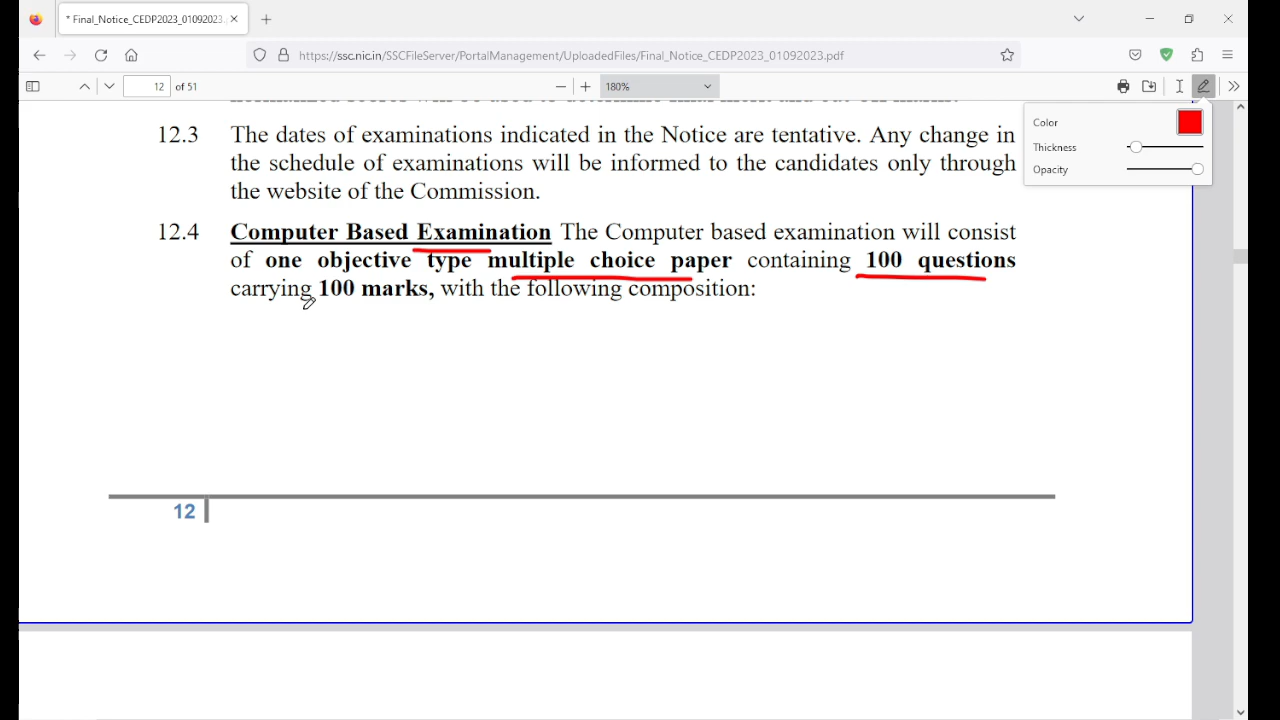 * Final_Notice_CEDP2023_01092023.
https://ssc.nic.in/SSCFileServer/PortalManagement/UploadedFiles/Final_Notice_CEDP2023_01092023.pdf
12 of 51
180%
Color
Thickness
Opacity
12.3 The dates of examinations indicated in the Notice are tentative. Any change in
the schedule of examinations will be informed to the candidates only through
the website of the Commission.
12.4 Computer Based Examination The Computer based examination will consist
of one objective type multiple choice paper containing 100 questions
carrying 100 marks, with the following composition:
12